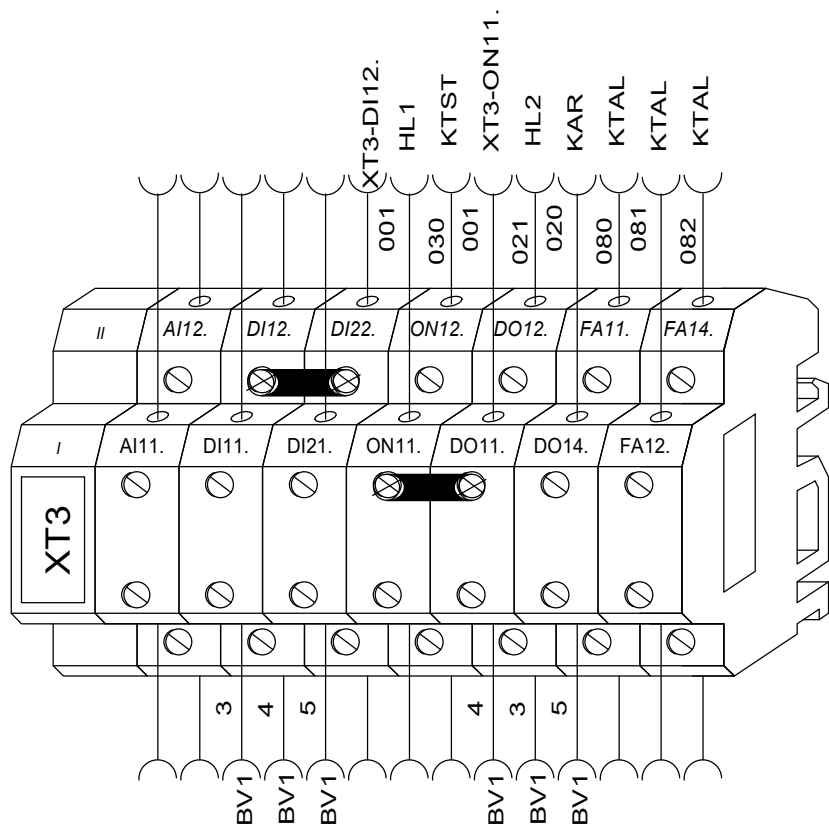 XT3-DI12.
HL1
KTST
XT3-ON11.
HL2
KAR
KTAL
KTAL
KTAL
001
030
001
021
020
080
081
082
II AI12. DI12. DI22. ON12. DO12. FA11. FA14.
I AI11. DI11. DI21. ON11. DO11. DO14. FA12.
XT3
3
4
5
4
3
5
BV1
BV1
BV1
BV1
BV1
BV1